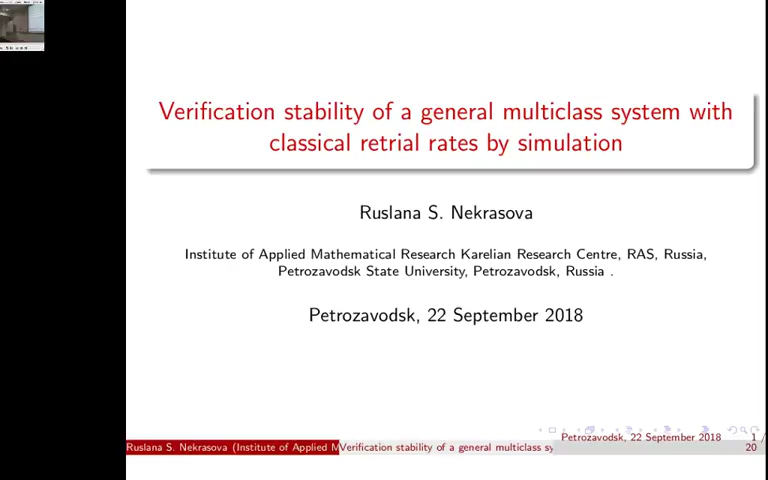 Verification stability of a general multiclass system with
classical retrial rates by simulation
Ruslana S. Nekrasova
Institute of Applied Mathematical Research Karelian Research Centre, RAS, Russia,
Petrozavodsk State University, Petrozavodsk, Russia .
Petrozavodsk, 22 September 2018
Petrozavodsk, 22 September 2018 1 /
Ruslana S. Nekrasova (Institute of Applied M Verification stability of a general multiclass sy 20